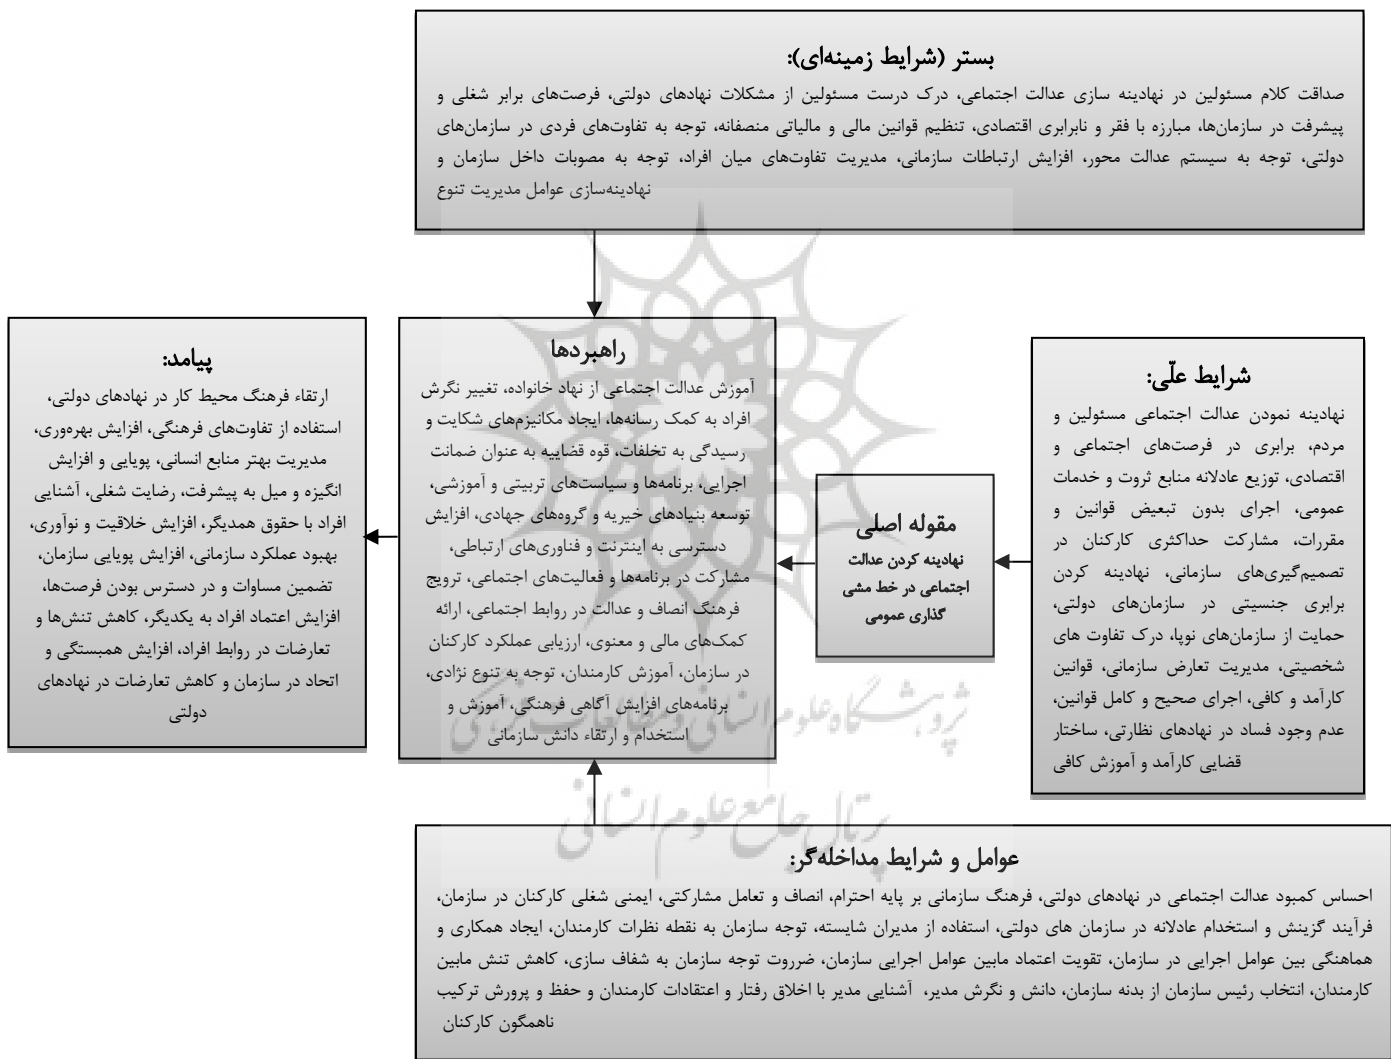 بستر (شرایط زمینه‌ای):
صداقت کلام مسئولین در نهادینه سازی عدالت اجتماعی، درک درست مسئولین از مشکلات نهادهای دولتی، فرصت‌های برابر شغلی و
پیشرفت در سازمان‌ها، مبارزه با فقر و نابرابری اقتصادی، تنظیم قوانین مالی و مالیاتی منصفانه، توجه به تفاوت‌های فردی در سازمان‌های
دولتی، توجه به سیستم عدالت محور، افزایش ارتباطات سازمانی، مدیریت تفاوت‌های میان افراد، توجه به مصوبات داخل سازمان و
نهادینه‌سازی عوامل مدیریت تنوع
شرایط علّی:
نهادینه نمودن عدالت اجتماعی مسئولین و
مردم، برابری در فرصت‌های اجتماعی و
اقتصادی، توزیع عادلانه منابع ثروت و خدمات
عمومی، اجرای بدون تبعیض قوانین و
مقررات، مشارکت حداکثری کارکنان در
تصمیم‌گیری‌های سازمانی، نهادینه کردن
برابری جنسیتی در سازمان‌های دولتی،
حمایت از سازمان‌های نوپا، درک تفاوت های
شخصیتی، مدیریت تعارض سازمانی، قوانین
کارآمد و کافی، اجرای صحیح و کامل قوانین،
عدم وجود فساد در نهادهای نظارتی، ساختار
قضایی کارآمد و آموزش کافی
مقوله اصلی
نهادینه کردن عدالت
اجتماعی در خط مشی
گذاری عمومی
راهبردها
آموزش عدالت اجتماعی از نهاد خانواده، تغییر نگرش
افراد به کمک رسانه‌ها، ایجاد مکانیزم‌های شکایت و
رسیدگی به تخلفات، قوه قضاییه به عنوان ضمانت
اجرایی، برنامه‌ها و سیاست‌های تربیتی و آموزشی،
توسعه بنیادهای خیریه و گروه‌های جهادی، افزایش
دسترسی به اینترنت و فناوری‌های ارتباطی،
مشارکت در برنامه‌ها و فعالیت‌های اجتماعی، ترویج
فرهنگ انصاف و عدالت در روابط اجتماعی، ارائه
کمک‌های مالی و معنوی، ارزیابی عملکرد کارکنان
در سازمان، آموزش کارمندان، توجه به تنوع نژادی،
برنامه‌های افزایش آگاهی فرهنگی، آموزش و
استخدام و ارتقاء دانش سازمانی
پیامد:
ارتقاء فرهنگ محیط کار در نهادهای دولتی،
استفاده از تفاوت‌های فرهنگی، افزایش بهره‌وری،
مدیریت بهتر منابع انسانی، پویایی و افزایش
انگیزه و میل به پیشرفت، رضایت شغلی، آشنایی
افراد با حقوق همدیگر، افزایش خلاقیت و نوآوری،
بهبود عملکرد سازمانی، افزایش پویایی سازمان،
تضمین مساوات و در دسترس بودن فرصت‌ها،
افزایش اعتماد افراد به یکدیگر، کاهش تنش‌ها و
تعارضات در روابط افراد، افزایش همبستگی و
اتحاد در سازمان و کاهش تعارضات در نهادهای
دولتی
پژوهشگاه علوم انسانی و مطالعات فرهنگی
پرتال جامع علوم انسانی
عوامل و شرایط مداخله‌گر:
احساس کمبود عدالت اجتماعی در نهادهای دولتی، فرهنگ سازمانی بر پایه احترام، انصاف و تعامل مشارکتی، ایمنی شغلی کارکنان در سازمان،
فرآیند گزینش و استخدام عادلانه در سازمان های دولتی، استفاده از مدیران شایسته، توجه سازمان به نقطه نظرات کارمندان، ایجاد همکاری و
هماهنگی بین عوامل اجرایی در سازمان، تقویت اعتماد مابین عوامل اجرایی سازمان، ضرروت توجه سازمان به شفاف سازی، کاهش تنش مابین
کارمندان، انتخاب رئیس سازمان از بدنه سازمان، دانش و نگرش مدیر، آشنایی مدیر با اخلاق رفتار و اعتقادات کارمندان و حفظ و پرورش ترکیب
ناهمگون کارکنان